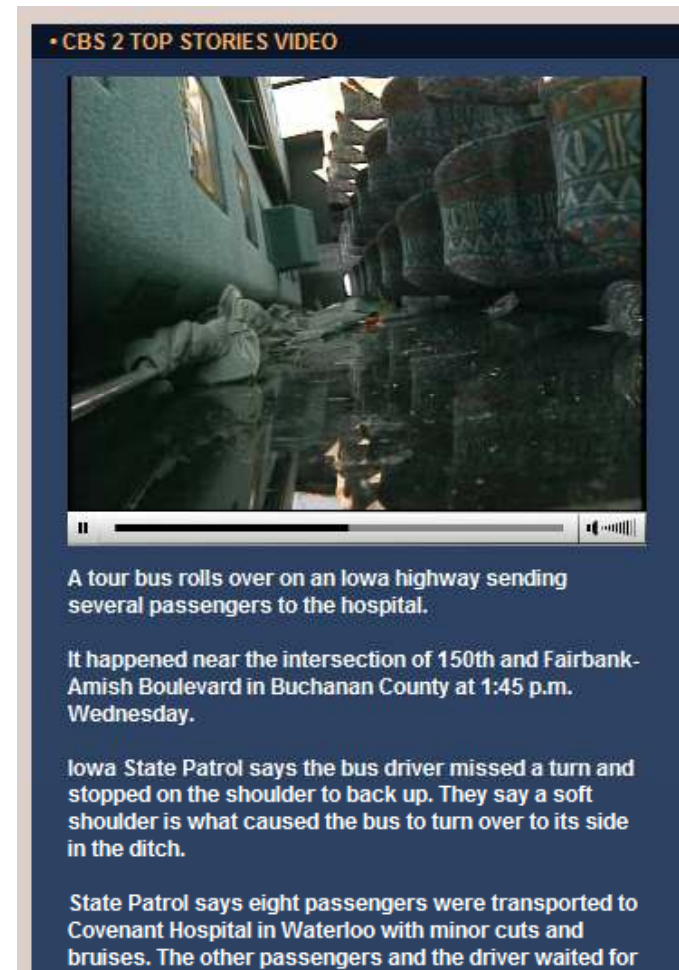 • CBS 2 TOP STORIES VIDEO
A tour bus rolls over on an Iowa highway sending
several passengers to the hospital.
It happened near the intersection of 150th and Fairbank-
Amish Boulevard in Buchanan County at 1:45 p.m.
Wednesday.
Iowa State Patrol says the bus driver missed a turn and
stopped on the shoulder to back up. They say a soft
shoulder is what caused the bus to turn over to its side
in the ditch.
State Patrol says eight passengers were transported to
Covenant Hospital in Waterloo with minor cuts and
bruises. The other passengers and the driver waited for